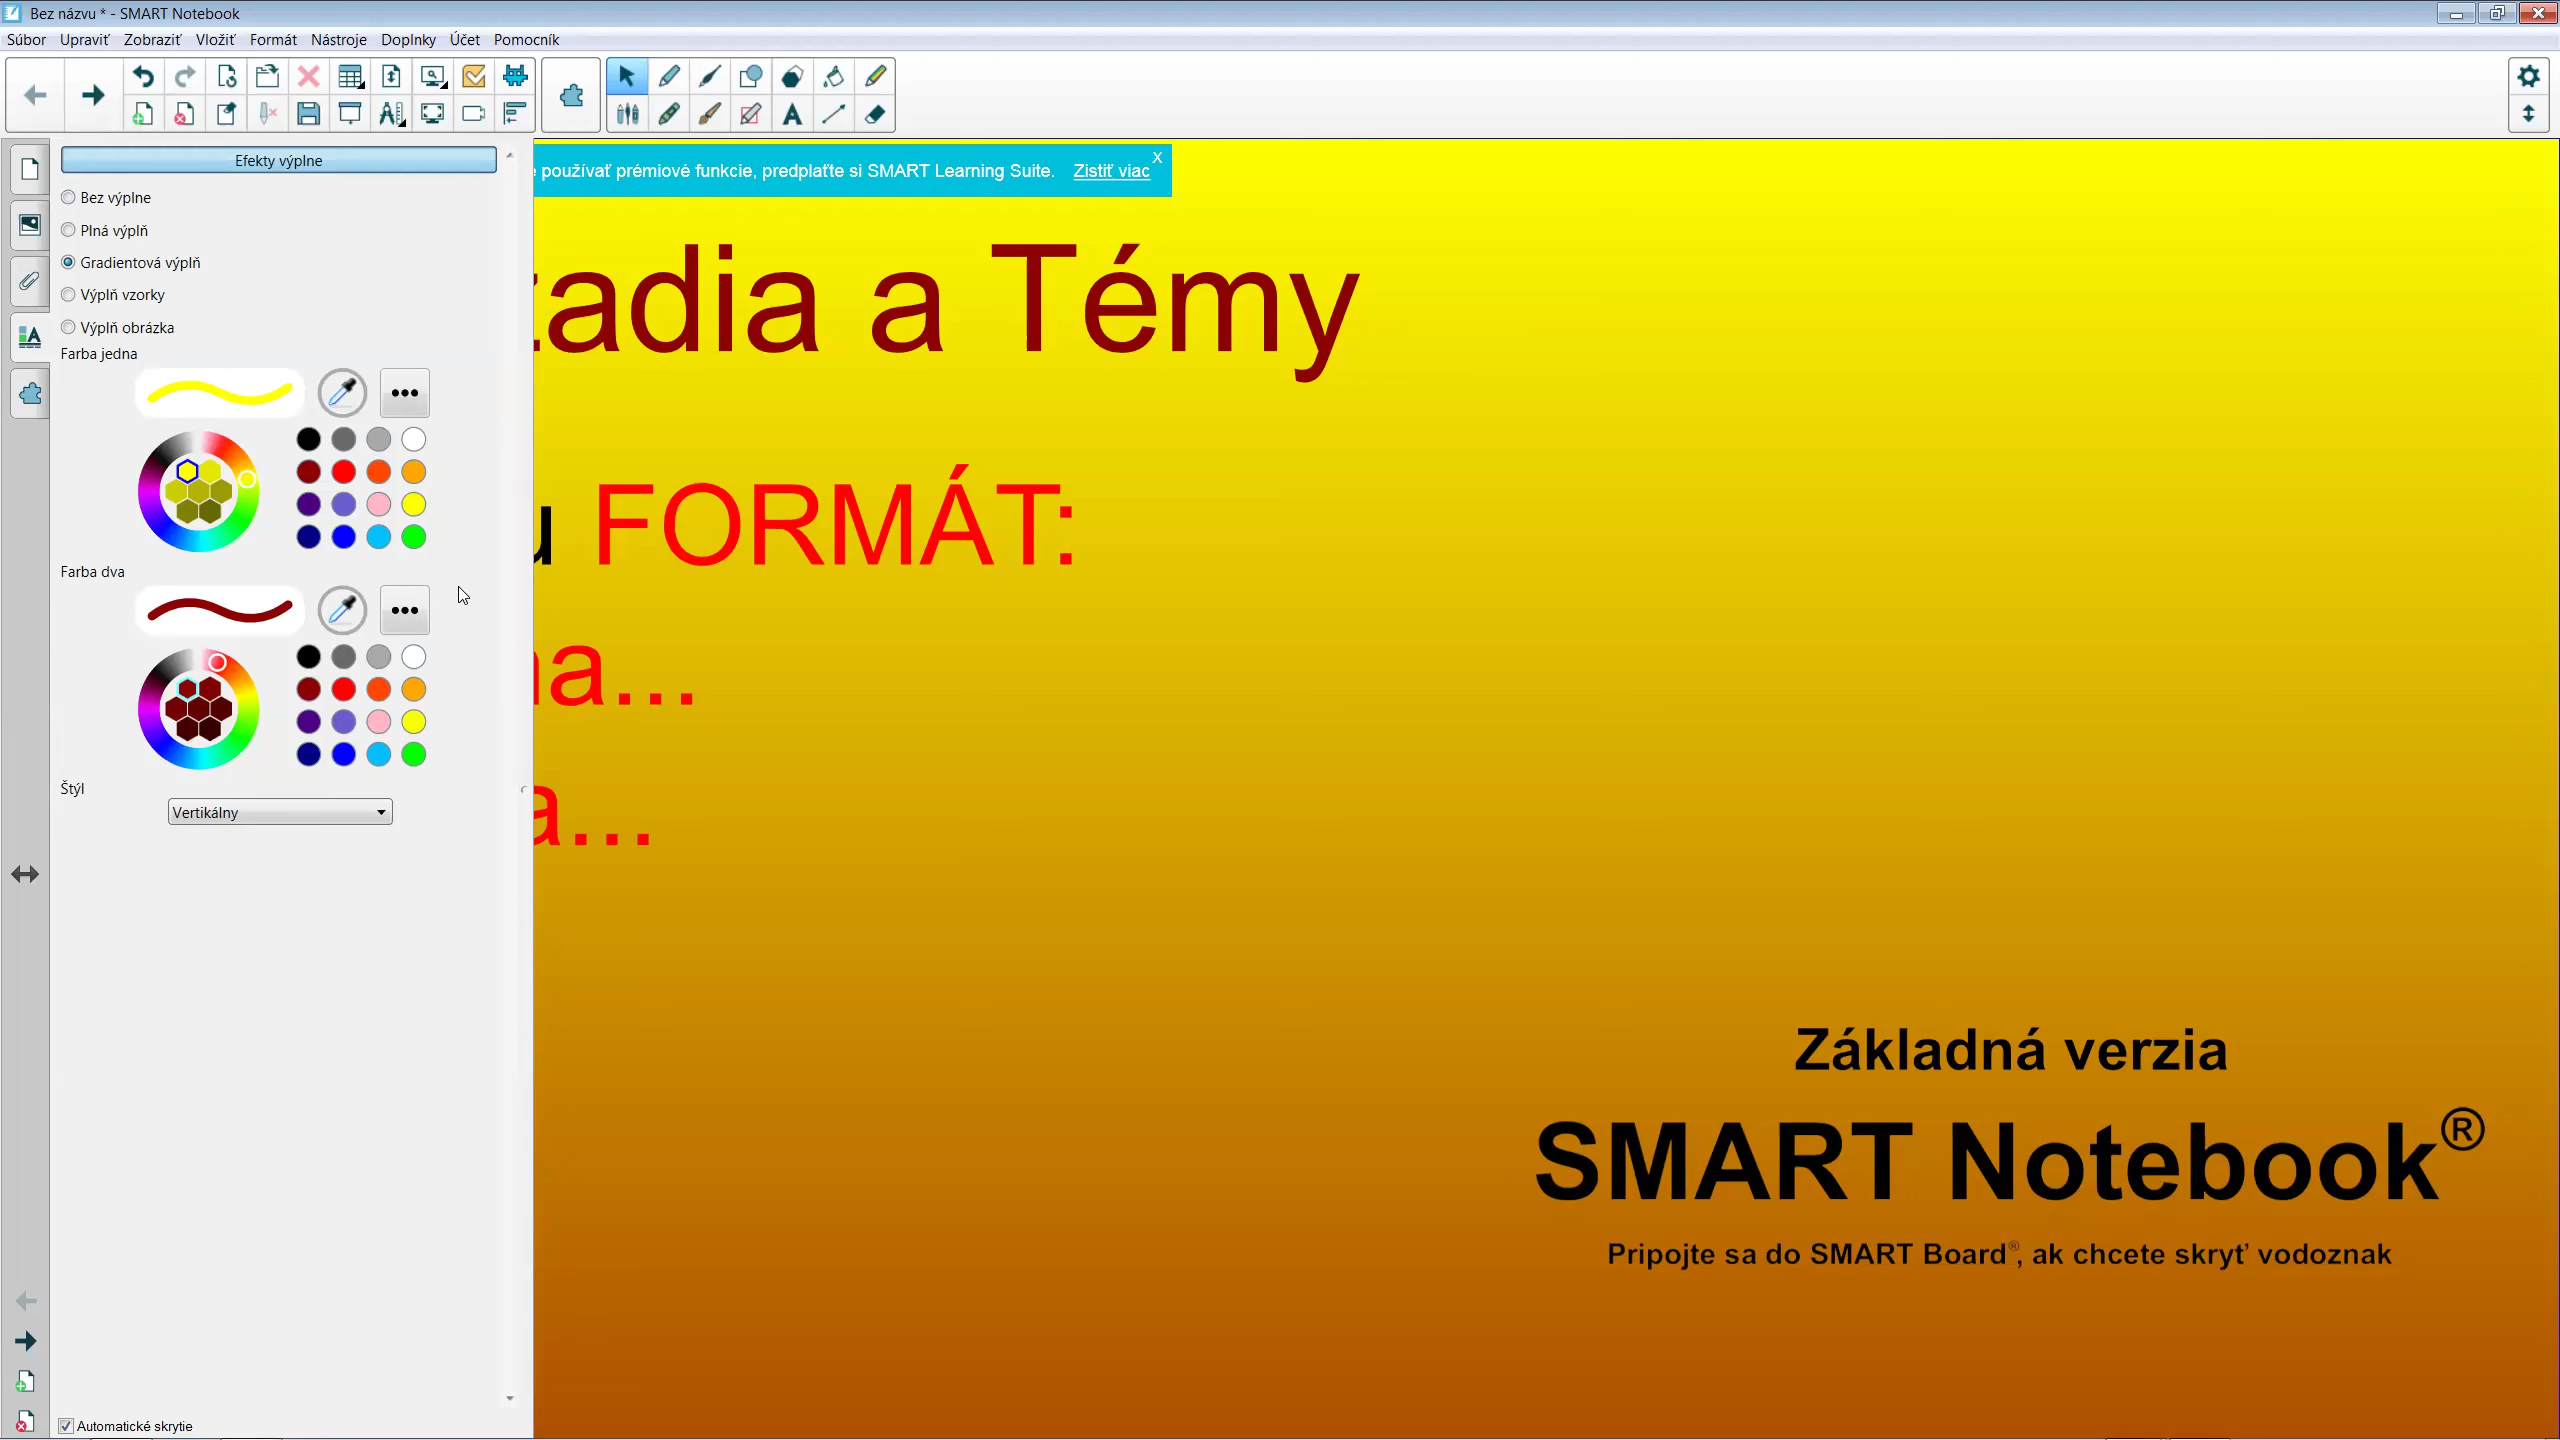 Bez názvu * - SMART Notebook
Súbor Upraviť Zobraziť Vložiť Formát Nástroje Doplnky Účet Pomocník
Efekty výplne
Bez výplne
Plná výplň
Gradientová výplň
Výplň vzorky
Výplň obrázka
Farba jedna
Farba dva
Štýl
Vertikálny
Automatické skrytie
používať prémiové funkcie, predplaťte si SMART Learning Suite. Zistiť viac X
zadia a Témy
u FORMÁT:
na...
a...
Základná verzia
SMART Notebook®
Pripojte sa do SMART Board®, ak chcete skryť vodoznak